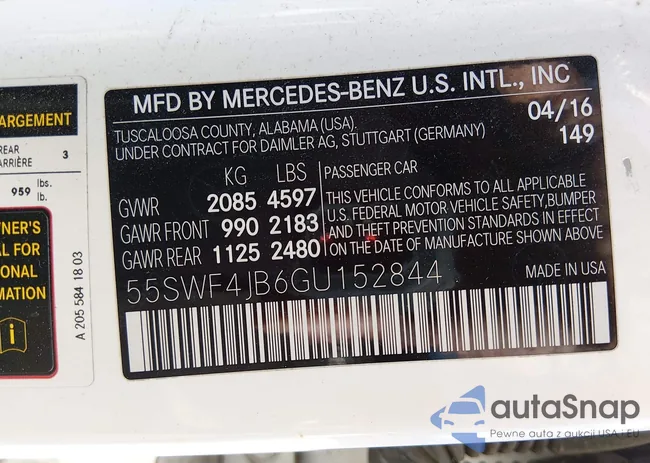 ARGEMENT
REAR
ARRIÈRE 3
959 lbs.
lb.
WNER'S
AL FOR
ONAL
MATION
A 205 584 18 03
MFD BY MERCEDES-BENZ U.S. INTL., INC
TUSCALOOSA COUNTY, ALABAMA (USA). 04/16
UNDER CONTRACT FOR DAIMLER AG, STUTTGART (GERMANY) 149
KG LBS
GVWR 2085 4597
GAWR FRONT 990 2183
GAWR REAR 1125 2480
PASSENGER CAR
THIS VEHICLE CONFORMS TO ALL APPLICABLE
U.S. FEDERAL MOTOR VEHICLE SAFETY,BUMPER
AND THEFT PREVENTION STANDARDS IN EFFECT
ON THE DATE OF MANUFACTURE SHOWN ABOVE
55SWF4JB6GU152844
MADE IN USA
autaSnap
Pewne auta z aukcji USA i EU